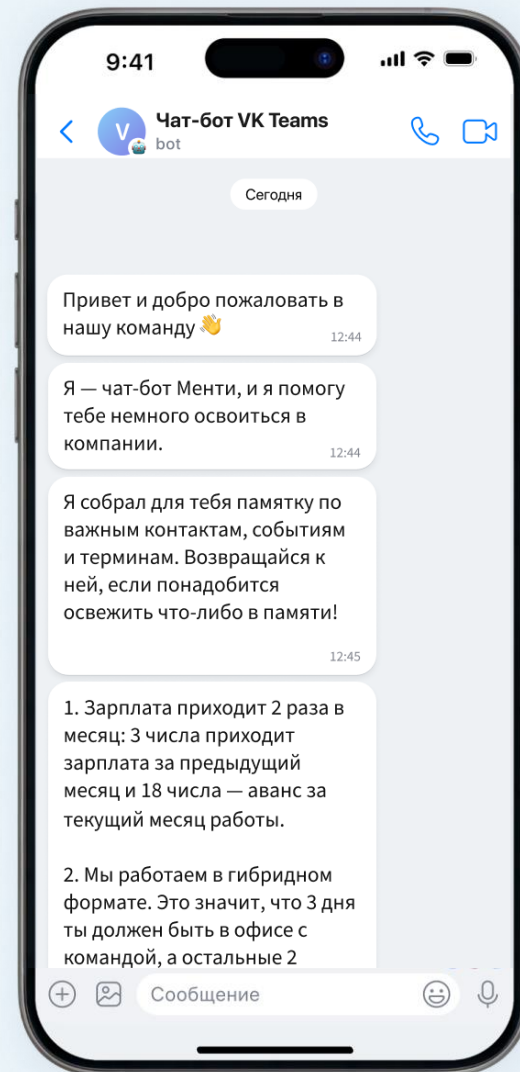 9:41
Чат-бот VK Teams
V
bot
Сегодня
Привет и добро пожаловать в
нашу команду 👋
12:44
Я — чат-бот Менти, и я помогу
тебе немного освоиться в
компании.
12:44
Я собрал для тебя памятку по
важным контактам, событиям
и терминам. Возвращайся к
ней, если понадобится
освежить что-либо в памяти!
12:45
1. Зарплата приходит 2 раза в
месяц: 3 числа приходит
зарплата за предыдущий
месяц и 18 числа — аванс за
текущий месяц работы.
2. Мы работаем в гибридном
формате. Это значит, что 3 дня
ты должен быть в офисе с
командой, а остальные 2
Сообщение